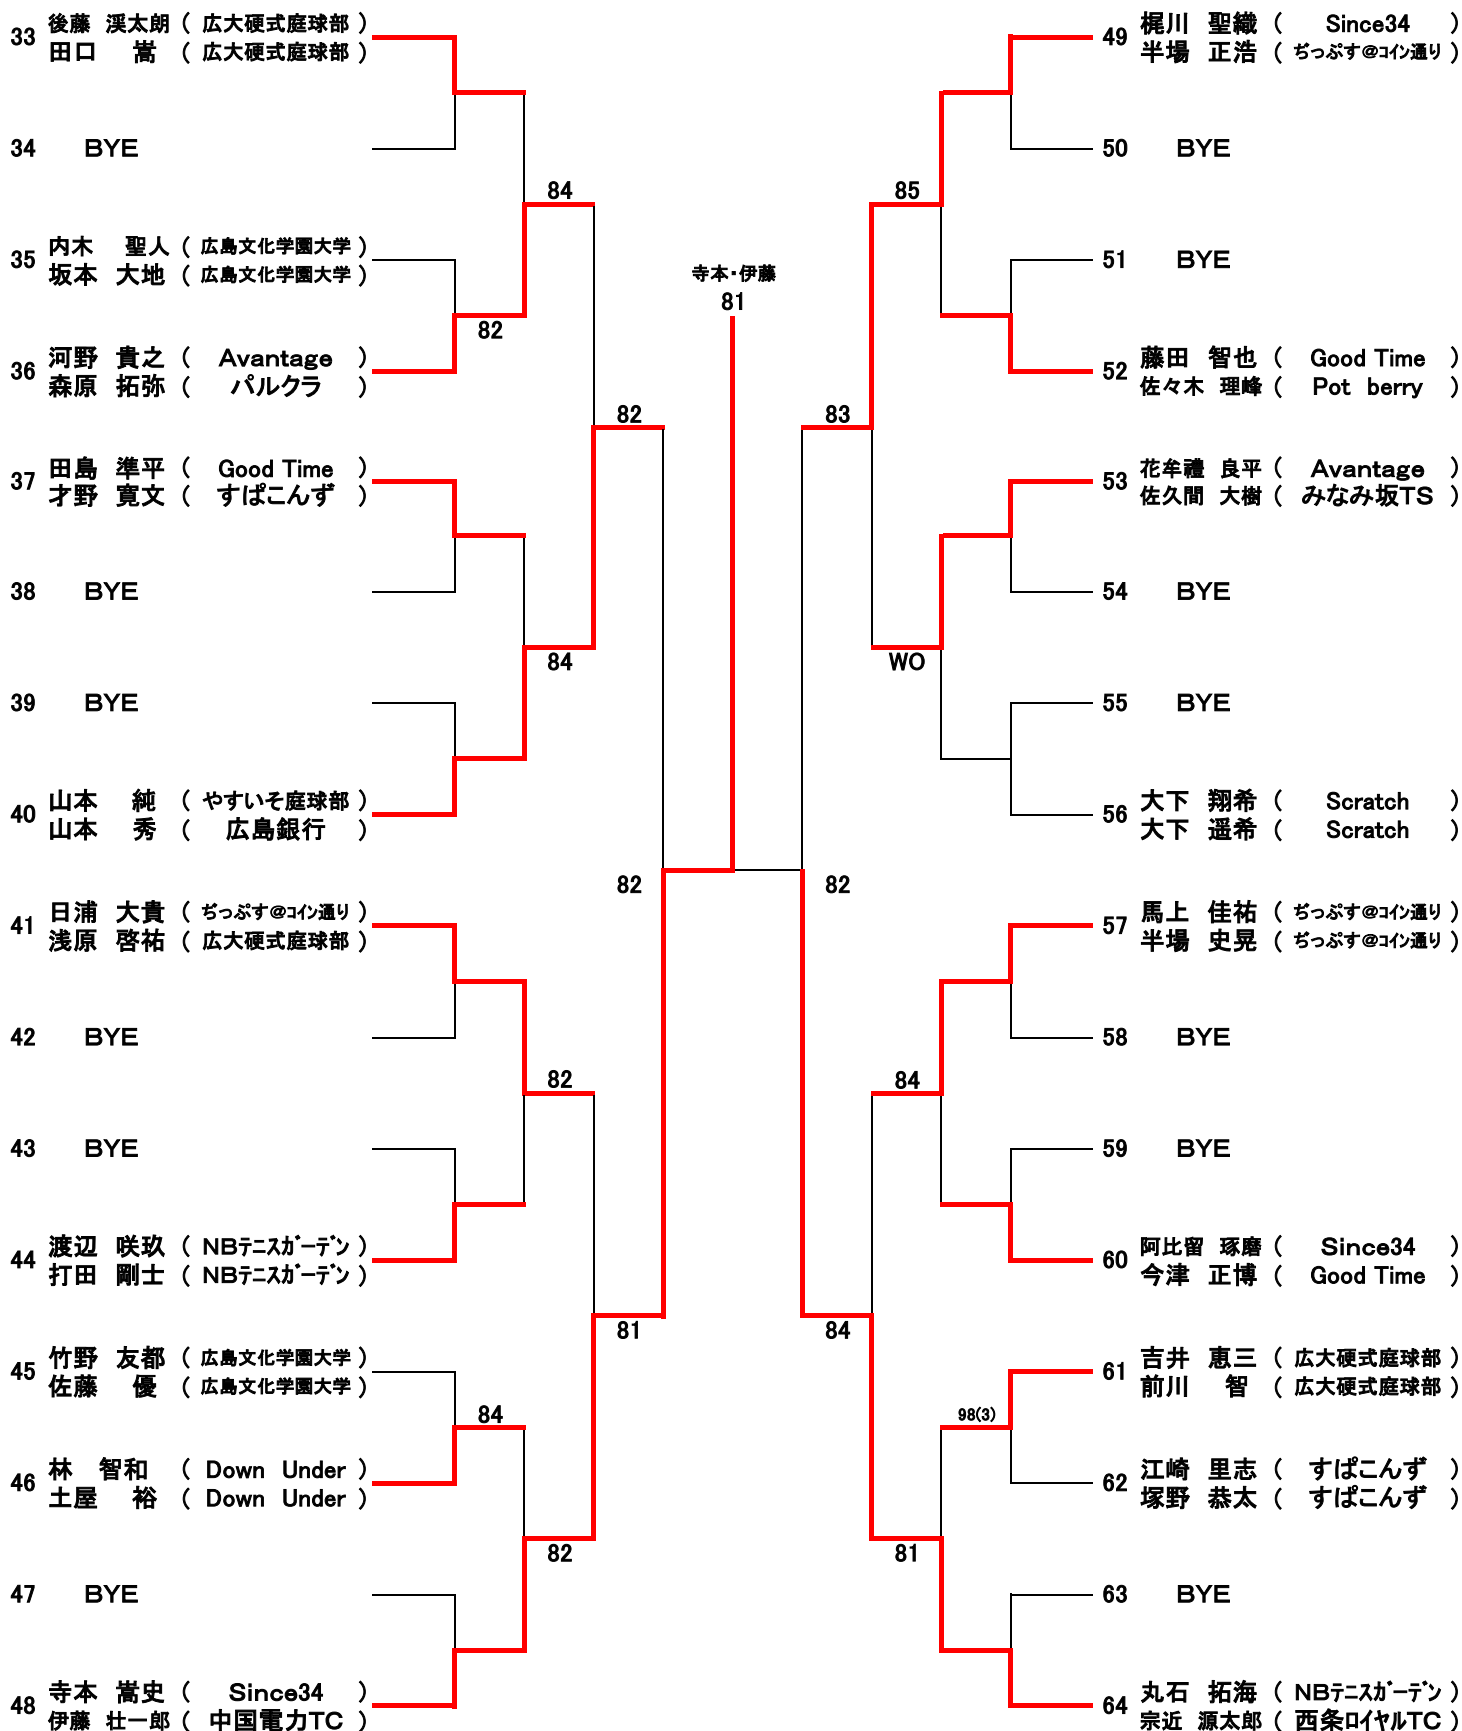 33 後藤 渓太朗 ( 広大硬式庭球部 )
田口 嵩 ( 広大硬式庭球部 )
34 BYE
84
35 内木 聖人 ( 広島文化学園大学 )
坂本 大地 ( 広島文化学園大学 )
82
36 河野 貴之 ( Avantage )
森原 拓弥 ( パルクラ )
82
37 田島 準平 ( Good Time )
才野 寛文 ( すぱこんず )
38 BYE
84
39 BYE
40 山本 純 ( やすいそ庭球部 )
山本 秀 ( 広島銀行 )
82
41 日浦 大貴 ( ぢっぷす@コイン通り )
浅原 啓祐 ( 広大硬式庭球部 )
42 BYE
82
43 BYE
44 渡辺 咲玖 ( NBテニスガーデン )
打田 剛士 ( NBテニスガーデン )
81
45 竹野 友都 ( 広島文化学園大学 )
佐藤 優 ( 広島文化学園大学 )
84
46 林 智和 ( Down Under )
土屋 裕 ( Down Under )
82
47 BYE
48 寺本 嵩史 ( Since34 )
伊藤 壮一郎 ( 中国電力TC )
寺本・伊藤
81
49 梶川 聖織 ( Since34 )
半場 正浩 ( ぢっぷす@コイン通り )
50 BYE
85
51 BYE
52 藤田 智也 ( Good Time )
佐々木 理峰 ( Pot berry )
83
53 花牟禮 良平 ( Avantage )
佐久間 大樹 ( みなみ坂TS )
54 BYE
WO
55 BYE
56 大下 翔希 ( Scratch )
大下 遥希 ( Scratch )
82
57 馬上 佳祐 ( ぢっぷす@コイン通り )
半場 史晃 ( ぢっぷす@コイン通り )
58 BYE
84
59 BYE
60 阿比留 琢磨 ( Since34 )
今津 正博 ( Good Time )
84
61 吉井 恵三 ( 広大硬式庭球部 )
前川 智 ( 広大硬式庭球部 )
98(3)
62 江崎 里志 ( すぱこんず )
塚野 恭太 ( すぱこんず )
81
63 BYE
64 丸石 拓海 ( NBテニスガーデン )
宗近 源太郎 ( 西条ロイヤルTC )